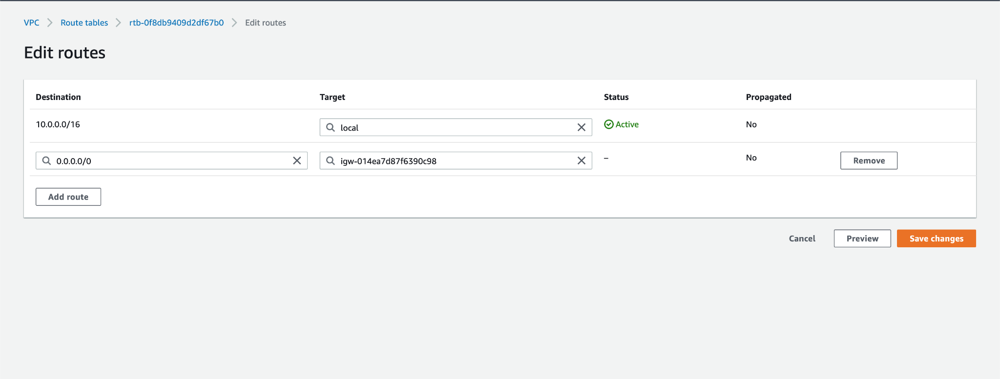 VPC > Route tables > rtb-0f8db9409d2df67b0 > Edit routes
Edit routes
Destination Target Status Propagated
10.0.0.0/16 local Active No
0.0.0.0/0 igw-014ea7d87f6390c98 – No Remove
Add route
Cancel Preview Save changes